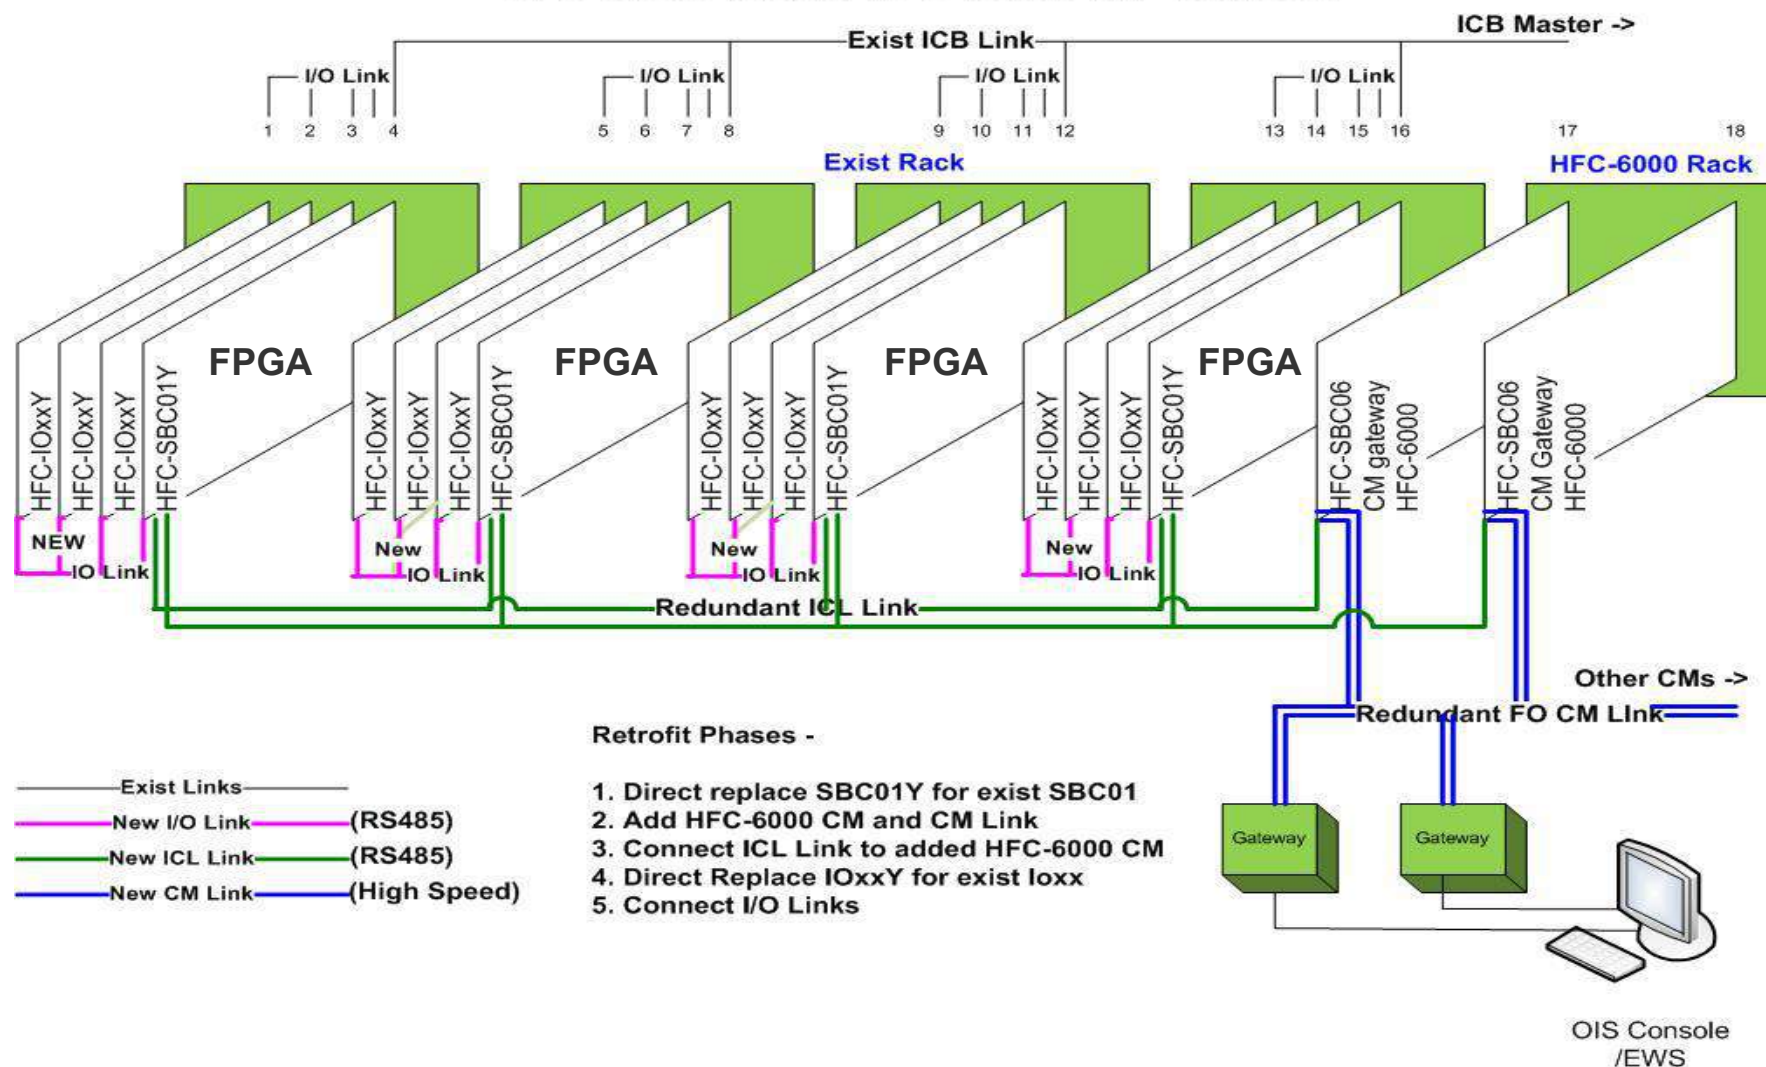 ICB Master ->
Exist ICB Link
I/O Link
I/O Link
I/O Link
I/O Link
1 2 3 4 5 6 7 8 9 10 11 12 13 14 15 16 17 18
Exist Rack
HFC-6000 Rack
FPGA
FPGA
FPGA
FPGA
HFC-IOxxY
HFC-IOxxY
HFC-IOxxY
HFC-SBC01Y
HFC-IOxxY
HFC-IOxxY
HFC-IOxxY
HFC-SBC01Y
HFC-IOxxY
HFC-IOxxY
HFC-IOxxY
HFC-SBC01Y
HFC-IOxxY
HFC-IOxxY
HFC-IOxxY
HFC-SBC01Y
HFC-SBC06
CM gateway
HFC-6000
HFC-SBC06
CM Gateway
HFC-6000
NEW
IO Link
New
IO Link
New
IO Link
New
IO Link
Redundant ICL Link
Other CMs ->
Redundant FO CM LInk
Exist Links
New I/O Link (RS485)
New ICL Link (RS485)
New CM Link (High Speed)
Retrofit Phases -
1. Direct replace SBC01Y for exist SBC01
2. Add HFC-6000 CM and CM Link
3. Connect ICL Link to added HFC-6000 CM
4. Direct Replace IOxxY for exist Ioxx
5. Connect I/O Links
Gateway
Gateway
OIS Console
/EWS